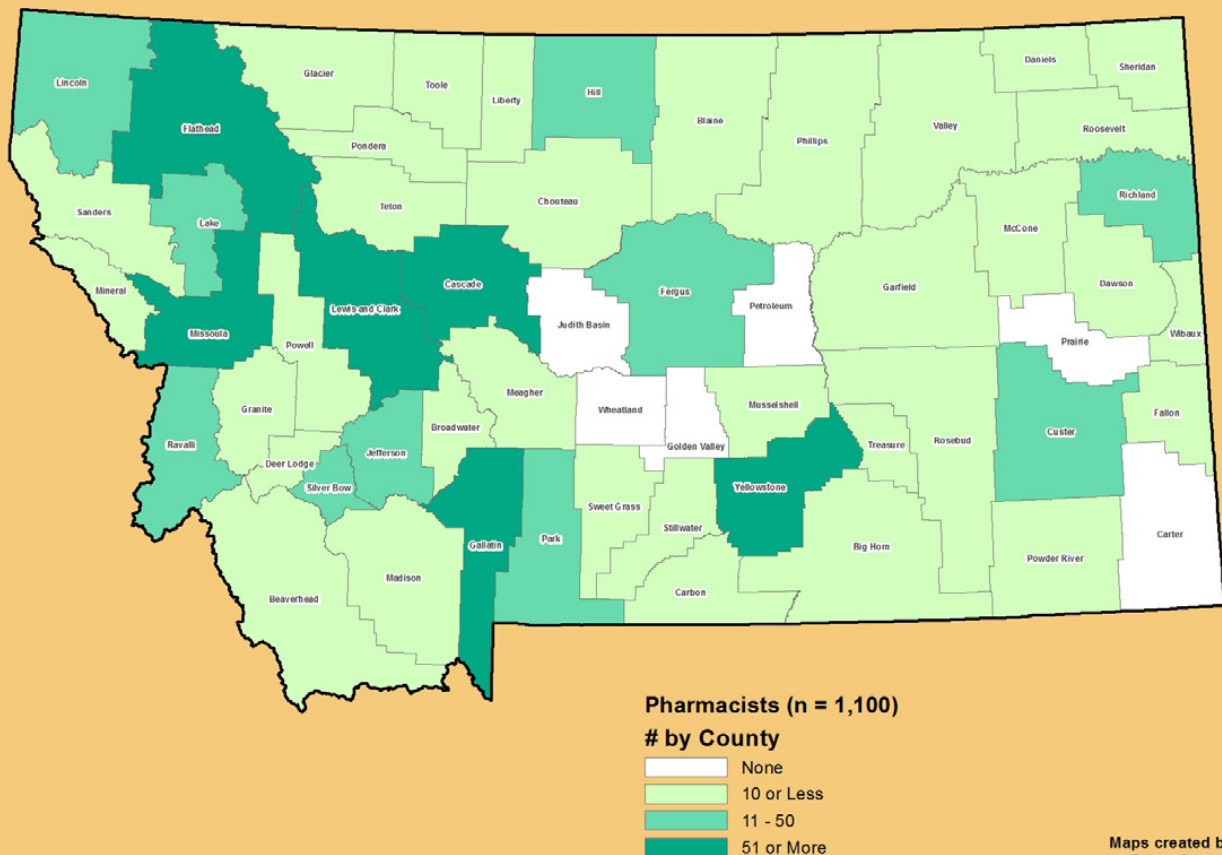 Daniels
Sheridan
Glacier
Toole
Lincoln
Hill
Liberty
Blaine
Flathead
Valley
Roosevelt
Phillips
Pondera
Richland
Chouteau
Teton
Sanders
Lake
McCone
Dawson
Cascade
Garfield
Mineral
Fergus
Petroleum
Lewis and Clark
Judith Basin
Missoula
Wibaux
Prairie
Powell
Meagher
Musselshell
Granite
Wheatland
Fallon
Broadwater
Custer
Ravalli
Treasure
Rosebud
Golden Valley
Jefferson
Deer Lodge
Silver Bow
Yellowstone
Sweet Grass
Stillwater
Carter
Park
Gallatin
Big Horn
Powder River
Madison
Carbon
Beaverhead
Pharmacists (n = 1,100)
# by County
None
10 or Less
11 - 50
51 or More
Maps created b